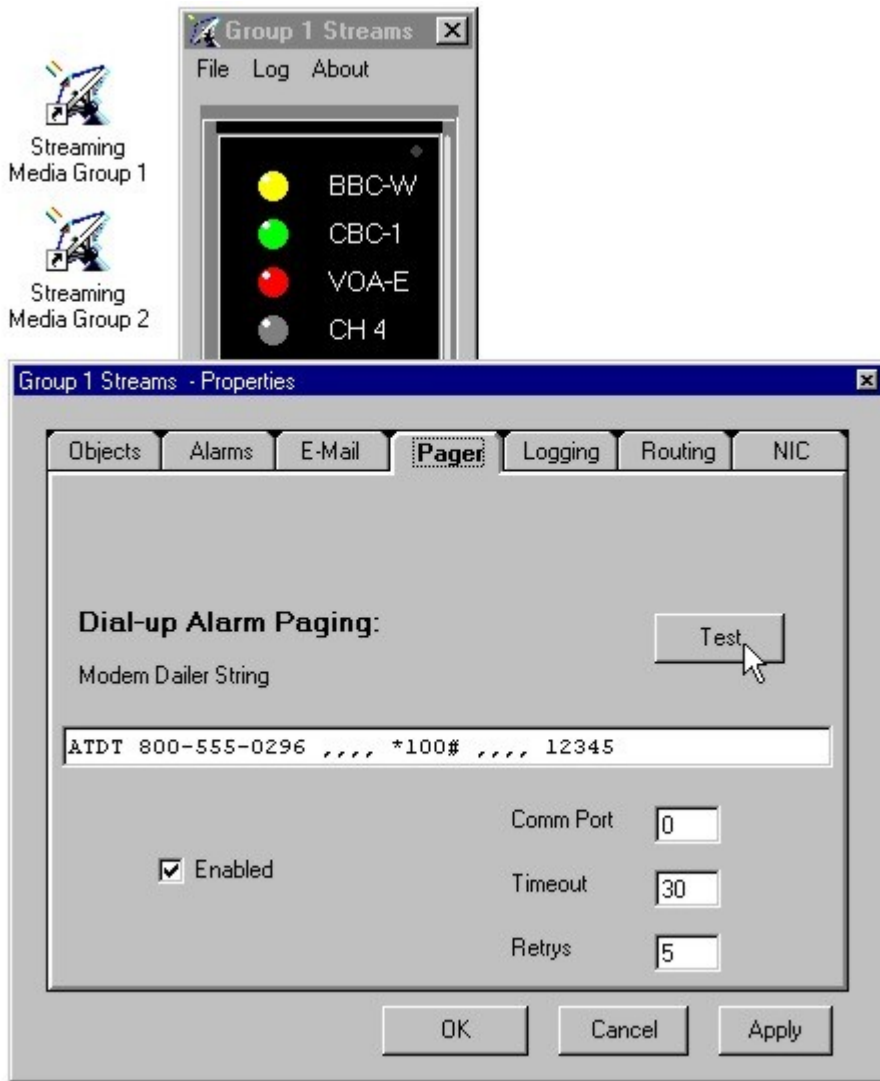 Streaming
Media Group 1
Streaming
Media Group 2
Group 1 Streams
File Log About
BBC-W
CBC-1
VOA-E
CH 4
Group 1 Streams - Properties
Objects Alarms E-Mail Pager Logging Routing NIC
Dial-up Alarm Paging:
Test
Modem Dailer String
ATDT 800-555-0296 ,,,, *100# ,,,, 12345
Comm Port 0
Enabled
Timeout 30
Retrys 5
OK Cancel Apply